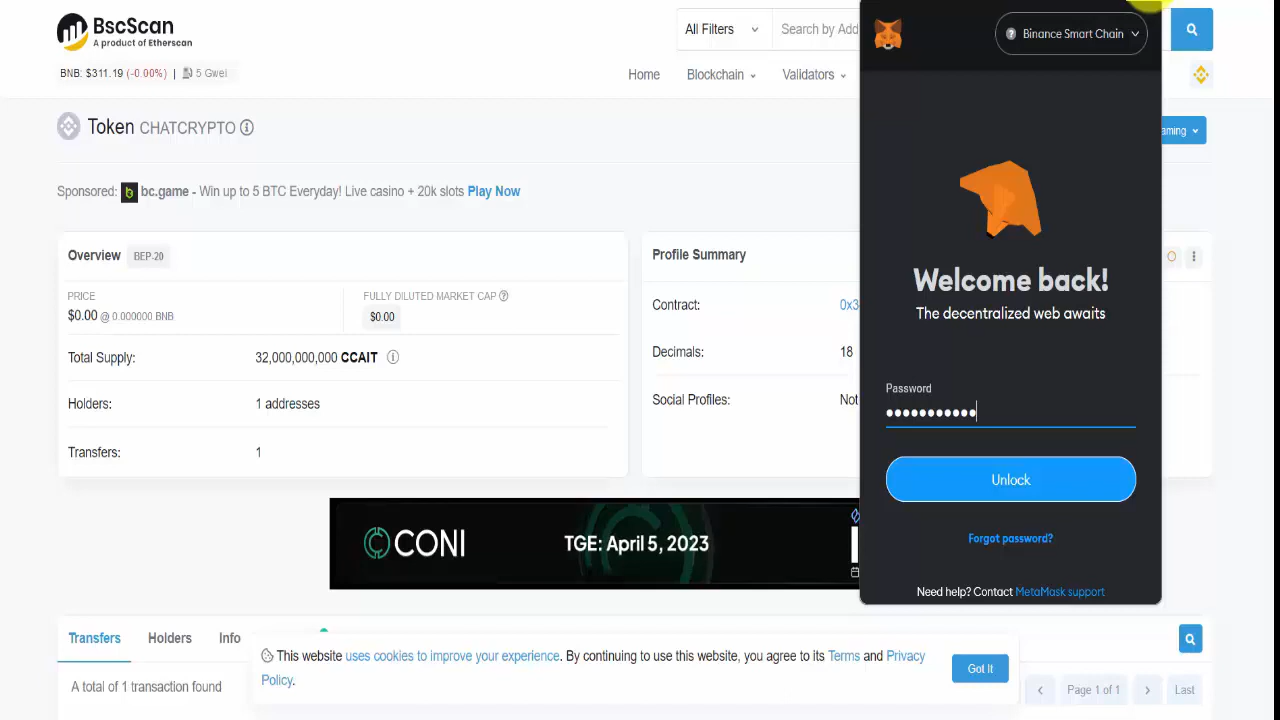 BscScan
A product of Etherscan
All Filters
Search by Add
BNB: $311.19 (-0.00%) | 5 Gwei
Home Blockchain Validators
Token CHATCRYPTO
aming
Sponsored: bc.game - Win up to 5 BTC Everyday! Live casino + 20k slots Play Now
Overview BEP-20
PRICE
$0.00 @ 0.000000 BNB
FULLY DILUTED MARKET CAP
$0.00
Total Supply: 32,000,000,000 CCAIT
Holders: 1 addresses
Transfers: 1
Profile Summary
Contract: 0x3
Decimals: 18
Social Profiles: Not
Binance Smart Chain
Welcome back!
The decentralized web awaits
Password
•••••••••••
Unlock
Forgot password?
Need help? Contact MetaMask support
CONI
TGE: April 5, 2023
Transfers Holders Info
A total of 1 transaction found
This website uses cookies to improve your experience. By continuing to use this website, you agree to its Terms and Privacy
Policy.
Got It
Page 1 of 1
Last